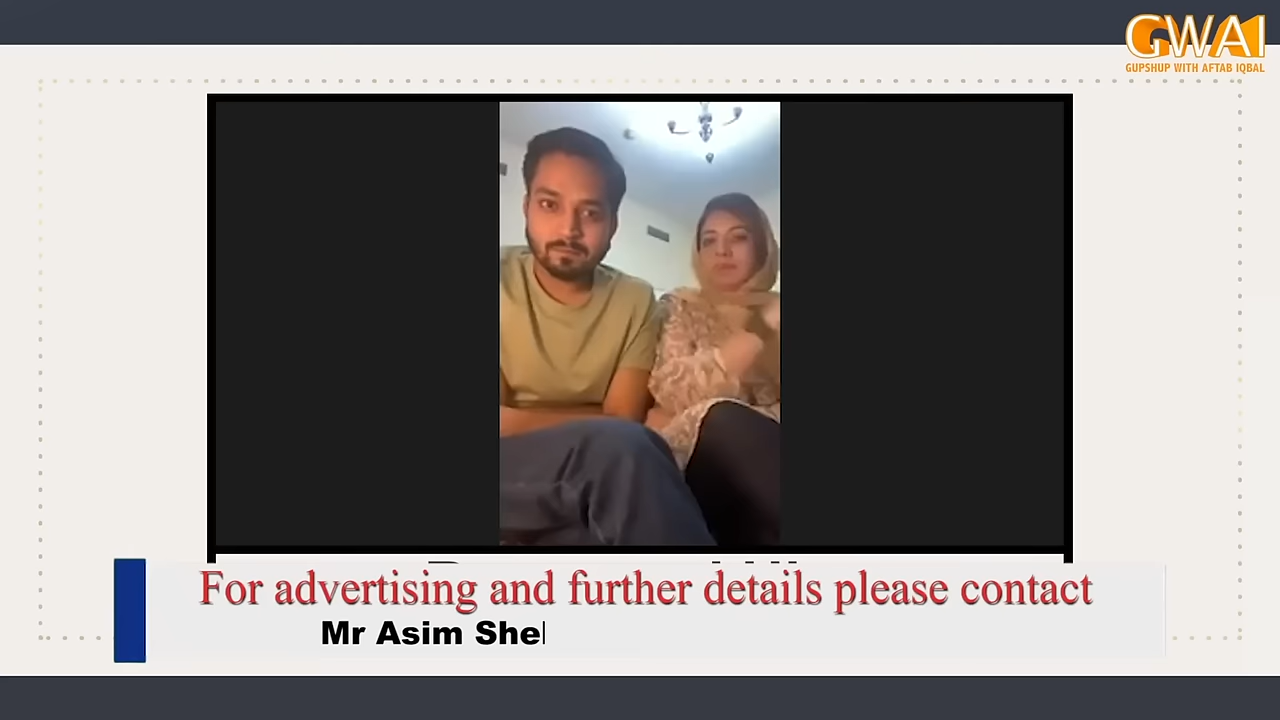 GWAI
GUPSHUP WITH AFTAB IQBAL
For advertising and further details please contact
Mr Asim She